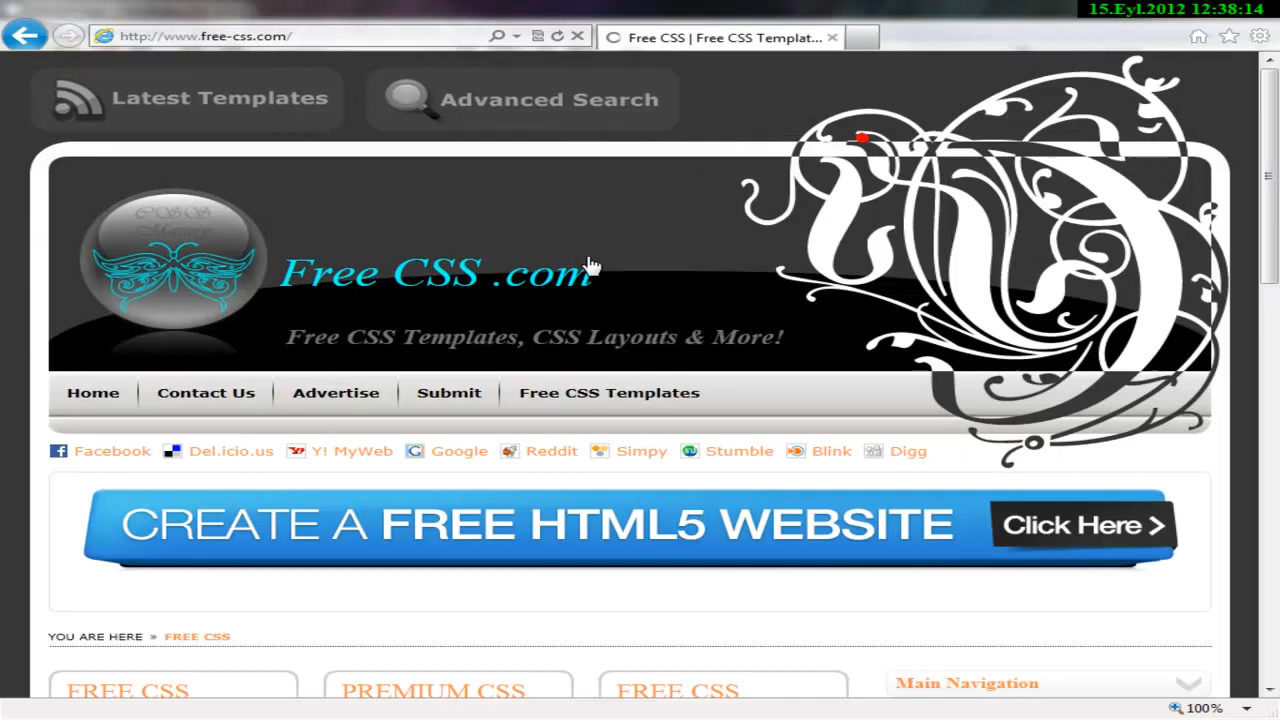 15.Eyl.2012 12:38:14
http://www.free-css.com/
Free CSS | Free CSS Templat...
Latest Templates
Advanced Search
Free CSS .com
Free CSS Templates, CSS Layouts & More!
Home Contact Us Advertise Submit Free CSS Templates
Facebook Del.icio.us Y! MyWeb Google Reddit Simpy Stumble Blink Digg
CREATE A FREE HTML5 WEBSITE Click Here >
YOU ARE HERE » FREE CSS
FREE CSS PREMIUM CSS FREE CSS Main Navigation
100%